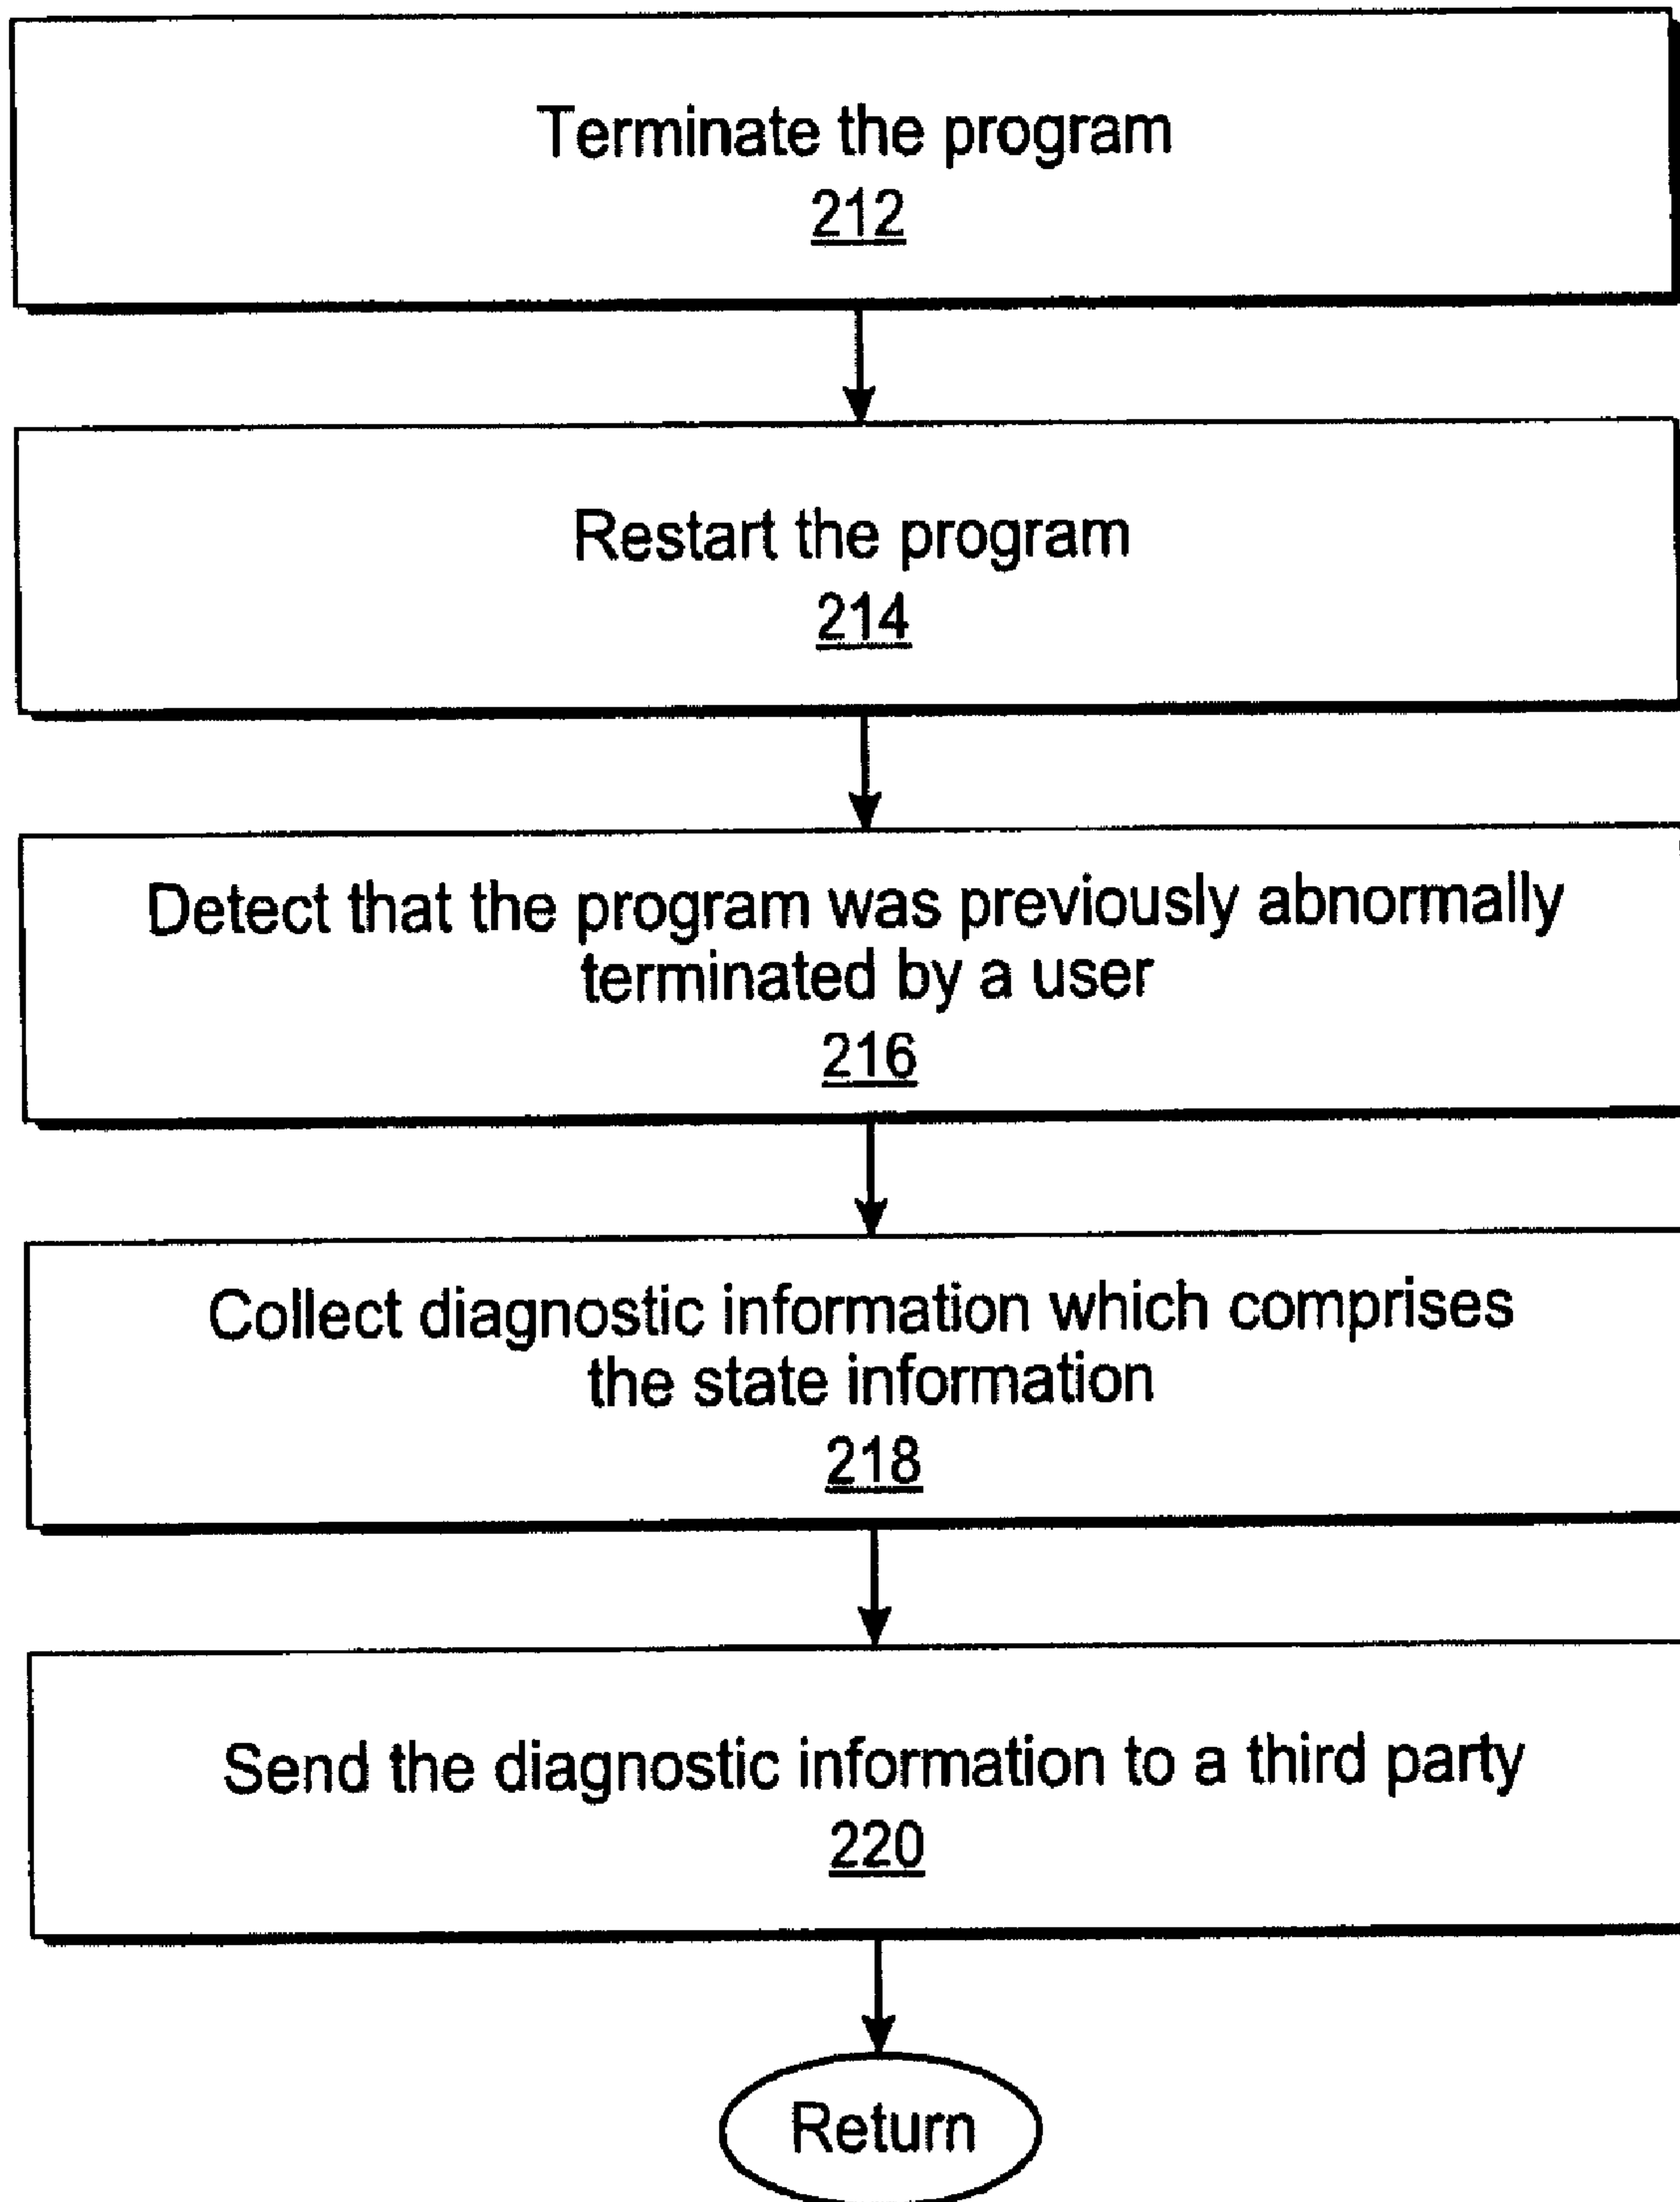 Terminate the program
212
Restart the program
214
Detect that the program was previously abnormally
terminated by a user
216
Collect diagnostic information which comprises
the state information
218
Send the diagnostic information to a third party
220
Return